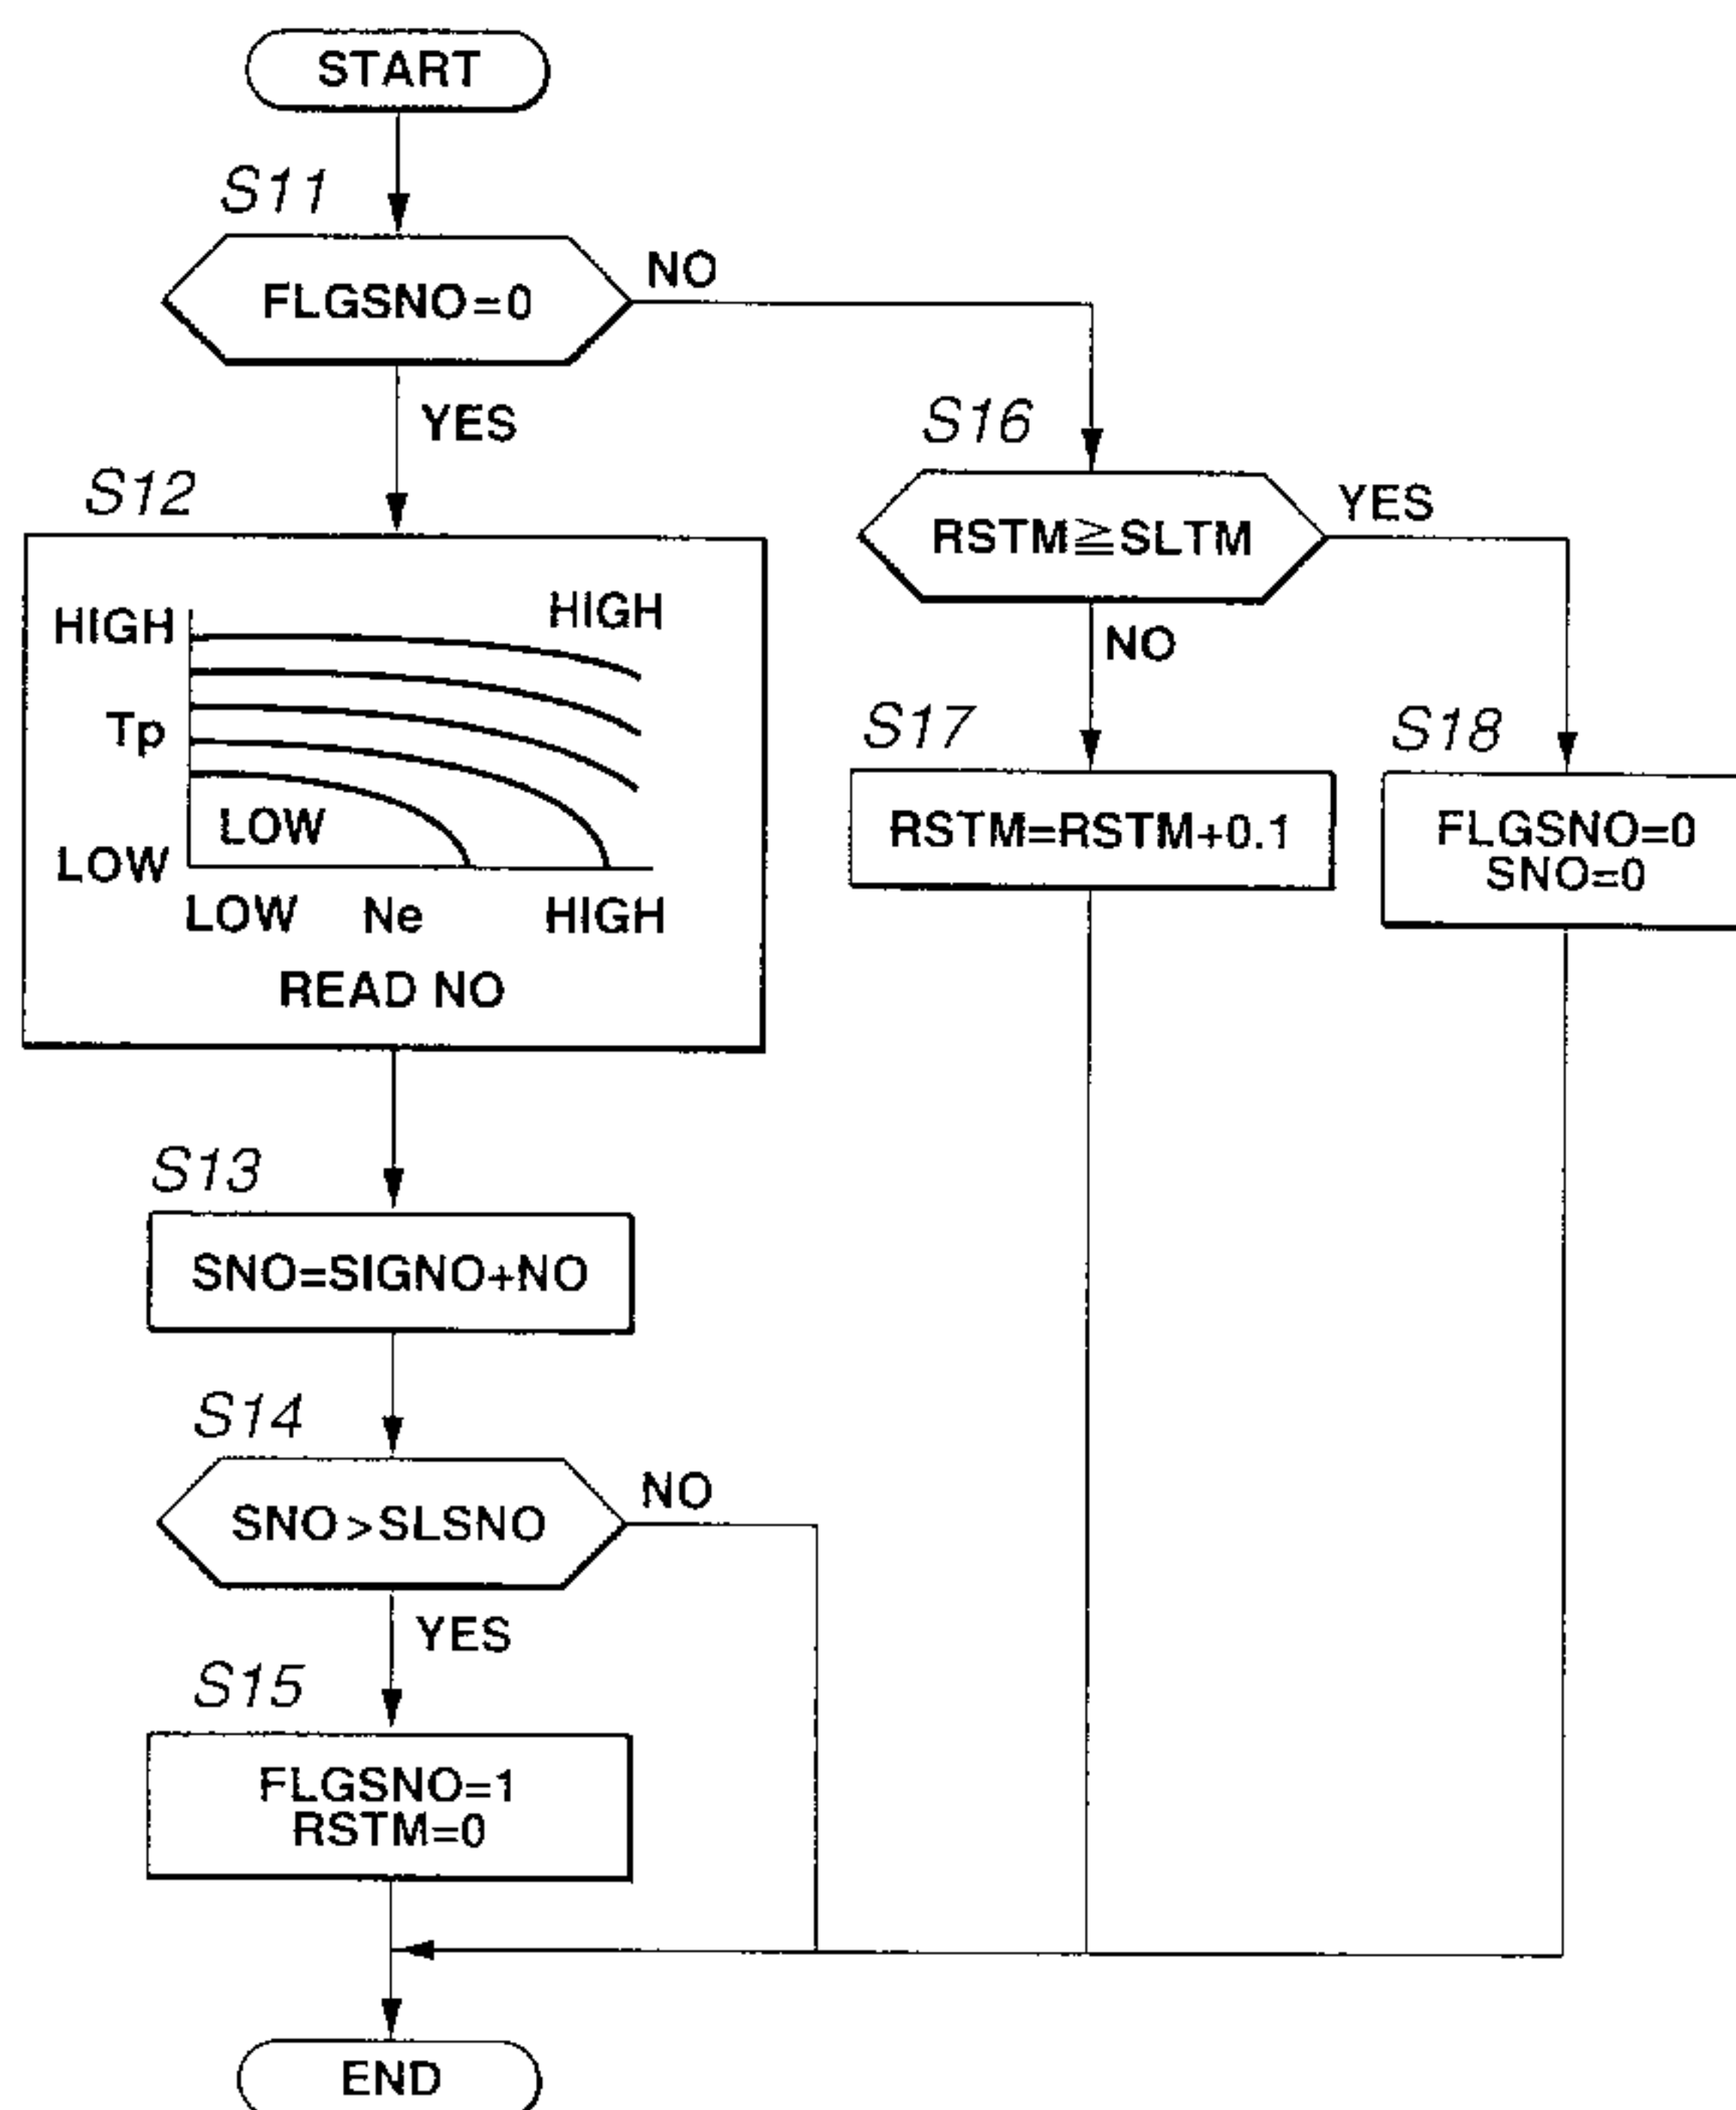 START
S11
FLGSNO=0
NO
YES
S12
HIGH
HIGH
Tp
LOW
LOW
LOW
Ne
HIGH
READ NO
S13
SNO=SIGNO+NO
S14
SNO>SLSNO
NO
YES
S15
FLGSNO=1
RSTM=0
S16
RSTM≧SLTM
YES
NO
S17
RSTM=RSTM+0.1
S18
FLGSNO=0
SNO=0
END